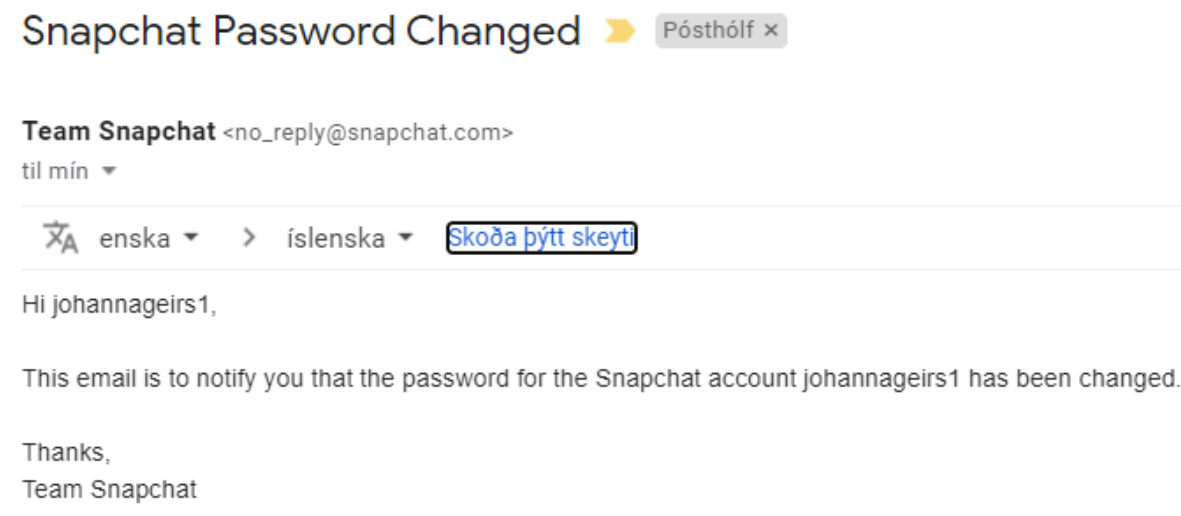 Snapchat Password Changed Pósthólf ×
Team Snapchat <no_reply@snapchat.com>
til mín
enska > íslenska Skoða þýtt skeyti
Hi johannageirs1,
This email is to notify you that the password for the Snapchat account johannageirs1 has been changed.
Thanks,
Team Snapchat